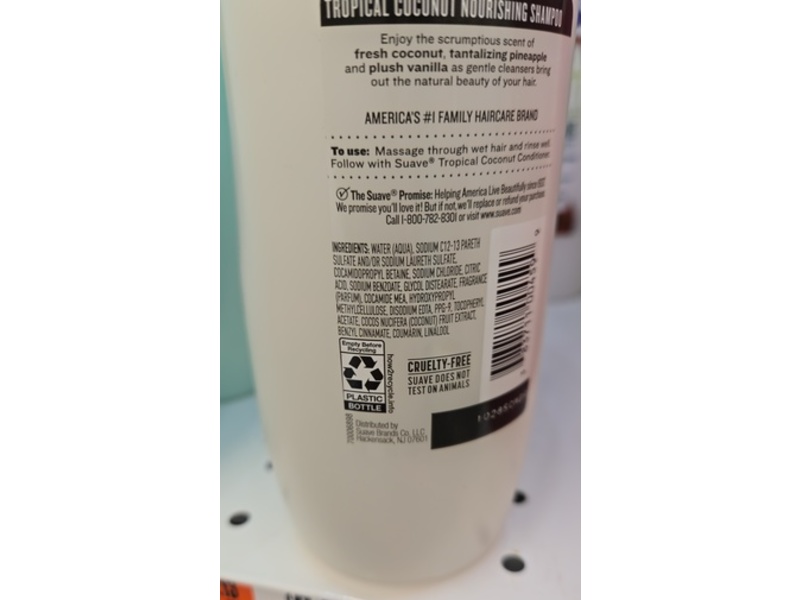 TROPICAL COCONUT NOURISHING SHAMPOO
Enjoy the scrumptious scent of
fresh coconut, tantalizing pineapple
and plush vanilla as gentle cleansers bring
out the natural beauty of your hair.
AMERICA'S #1 FAMILY HAIRCARE BRAND
To use: Massage through wet hair and rinse well.
Follow with Suave® Tropical Coconut Conditioner.
The Suave® Promise: Helping America Live Beautifully since 1937.
We promise you'll love it! But if not, we'll replace or refund your purchase.
Call 1-800-782-8301 or visit www.suave.com
INGREDIENTS: WATER (AQUA), SODIUM C12-13 PARETH
SULFATE AND/OR SODIUM LAURETH SULFATE,
COCAMIDOPROPYL BETAINE, SODIUM CHLORIDE, CITRIC
ACID, SODIUM BENZOATE, GLYCOL DISTEARATE, FRAGRANCE
(PARFUM), COCAMIDE MEA, HYDROXYPROPYL
METHYLCELLULOSE, DISODIUM EDTA, PPG-9, TOCOPHERYL
ACETATE, COCOS NUCIFERA (COCONUT) FRUIT EXTRACT,
BENZYL CINNAMATE, COUMARIN, LINALOOL
Empty Before
Recycling
PLASTIC
BOTTLE
how2recycle.info
CRUELTY-FREE
SUAVE DOES NOT
TEST ON ANIMALS
Distributed by
Suave Brands Co. LLC,
Hackensack, NJ 07601